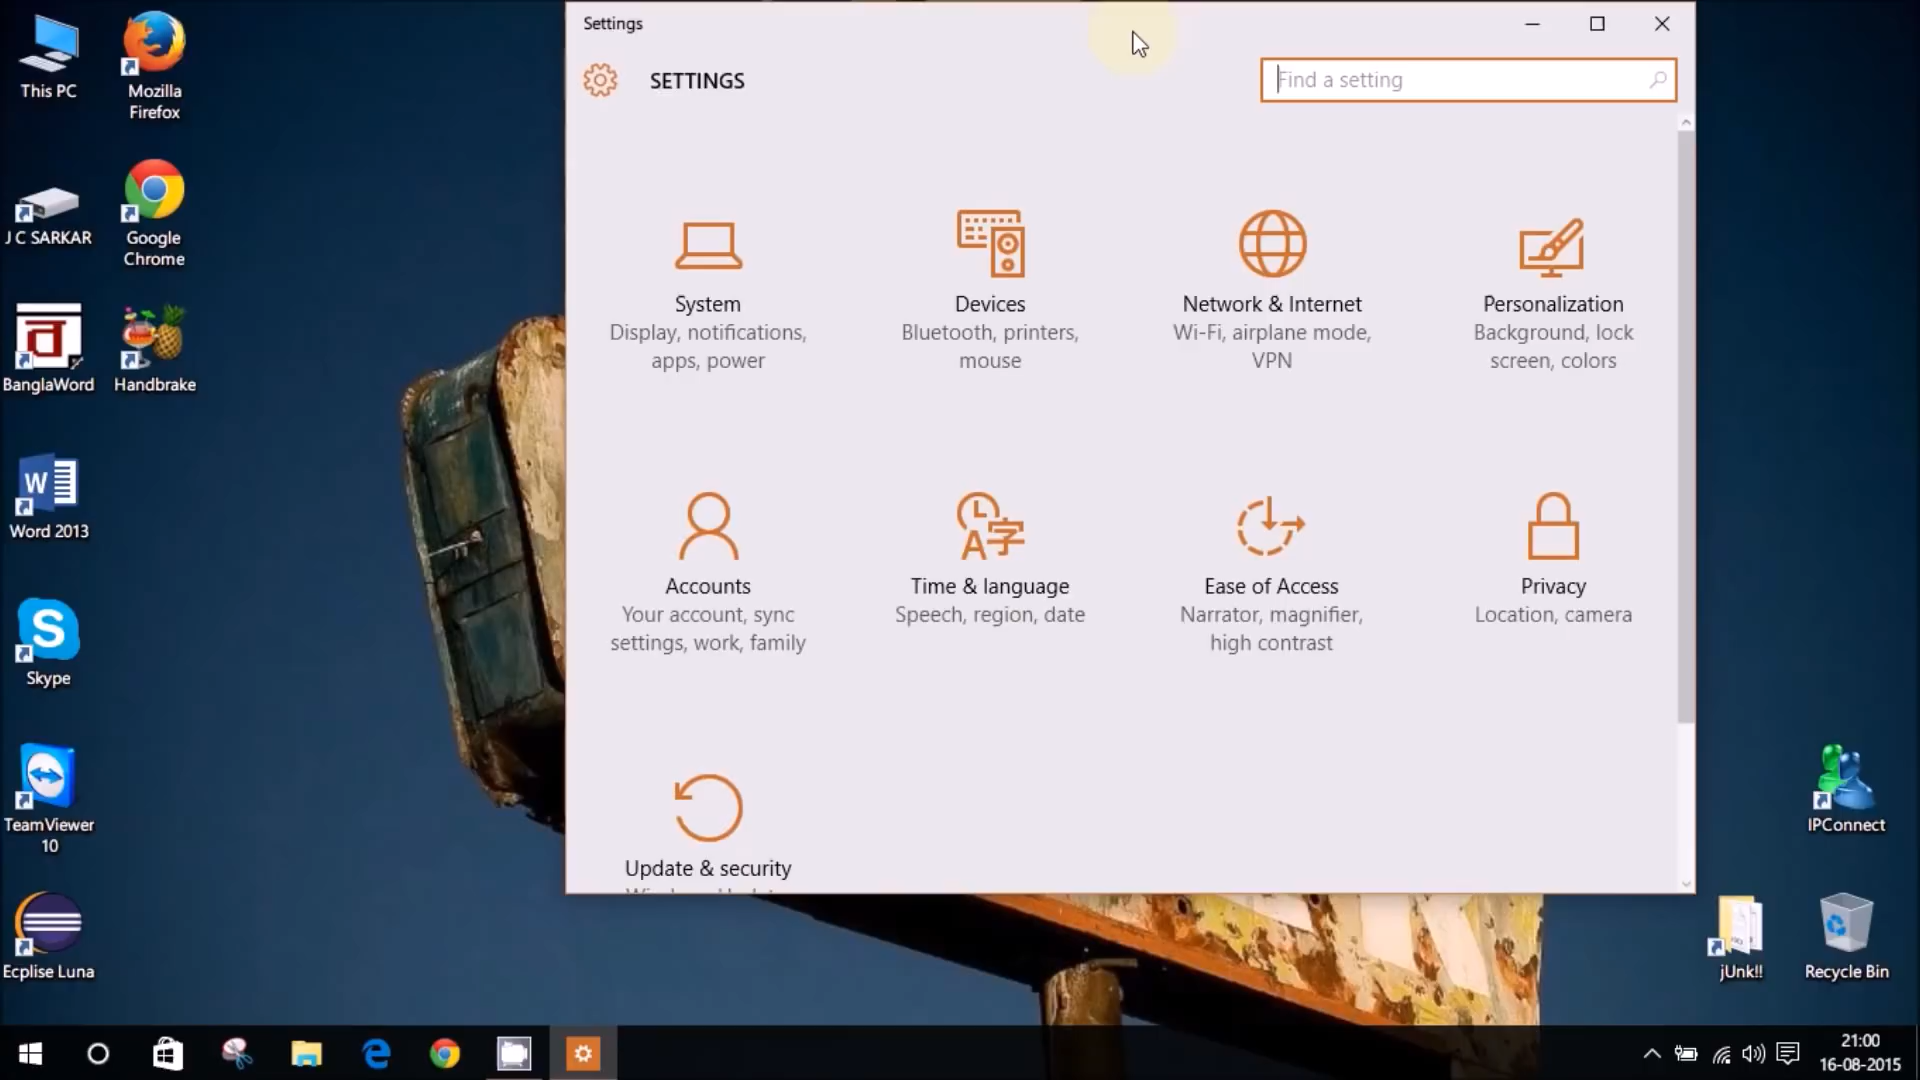 Settings
SETTINGS
Find a setting
System
Display, notifications,
apps, power
Devices
Bluetooth, printers,
mouse
Network & Internet
Wi-Fi, airplane mode,
VPN
Personalization
Background, lock
screen, colors
Accounts
Your account, sync
settings, work, family
Time & language
Speech, region, date
Ease of Access
Narrator, magnifier,
high contrast
Privacy
Location, camera
Update & security
This PC
Mozilla
Firefox
J C SARKAR
Google
Chrome
BanglaWord
Handbrake
Word 2013
Skype
TeamViewer
10
Ecplise Luna
IPConnect
jUnk!!
Recycle Bin
21:00
16-08-2015